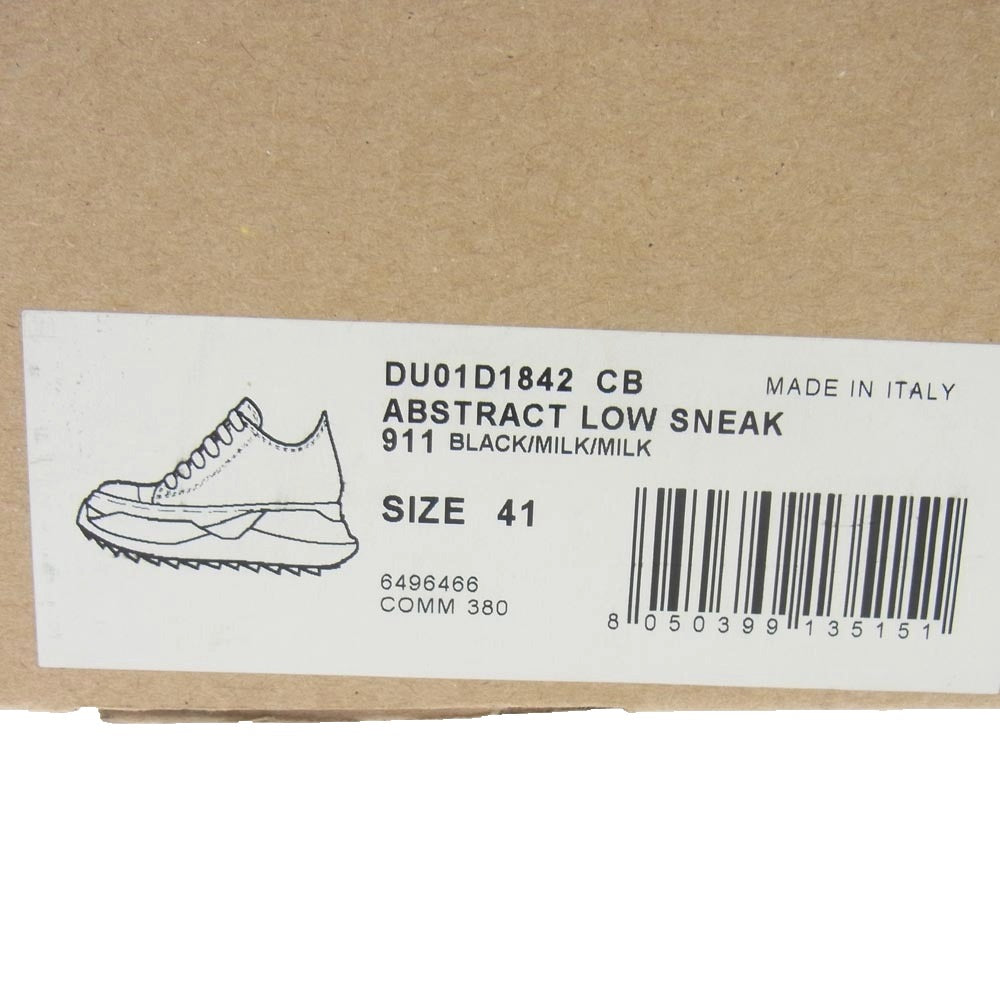 DU01D1842 CB
MADE IN ITALY
ABSTRACT LOW SNEAK
911 BLACK/MILK/MILK
SIZE 41
6496466
COMM 380
8 050399 135151